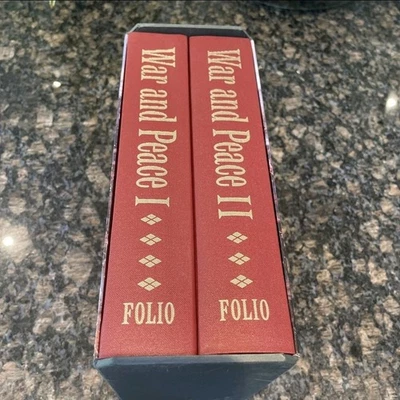 War and Peace I
FOLIO
War and Peace II
FOLIO